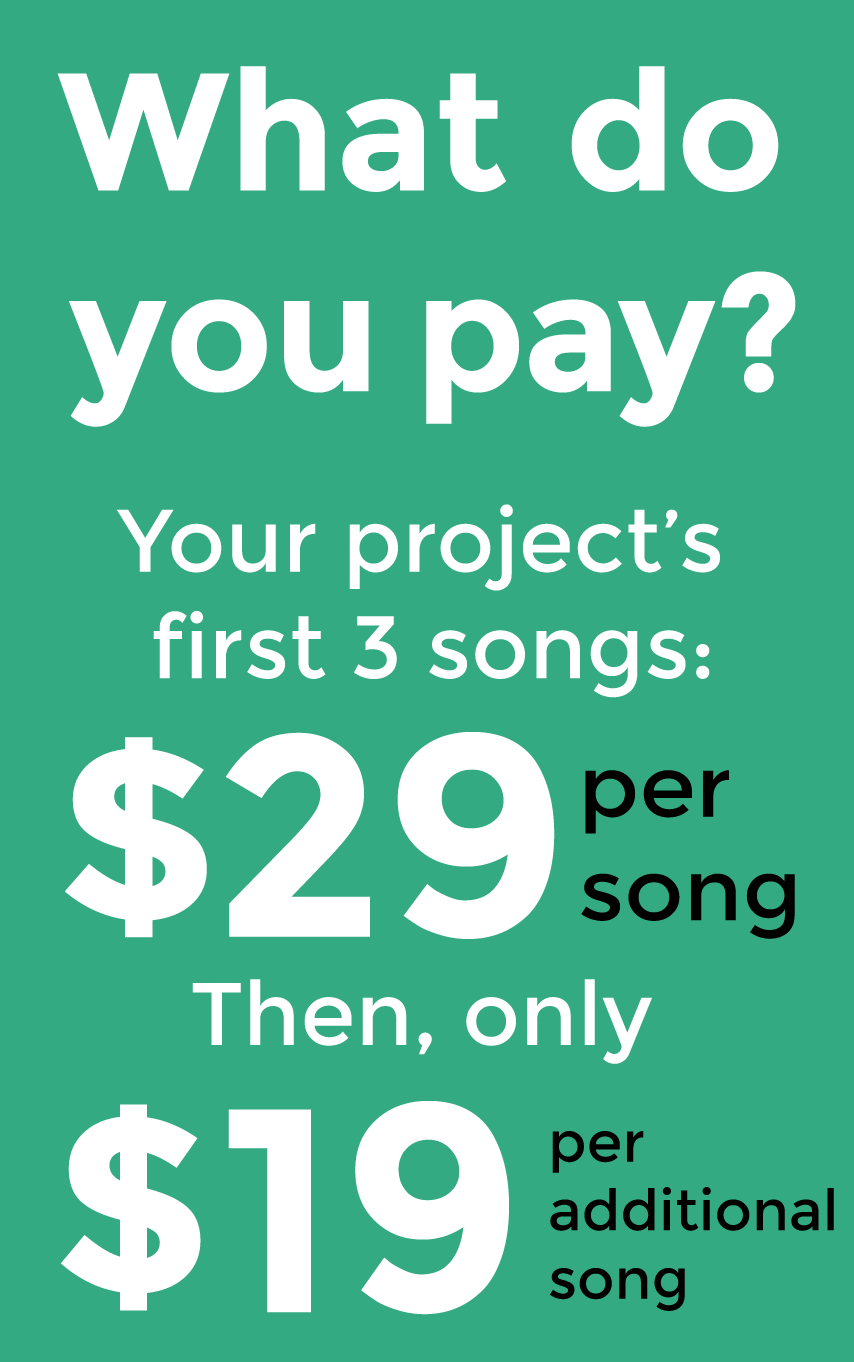 What do
you pay?
Your project’s
first 3 songs:
$29 per
song
Then, only
$19 per
additional
song